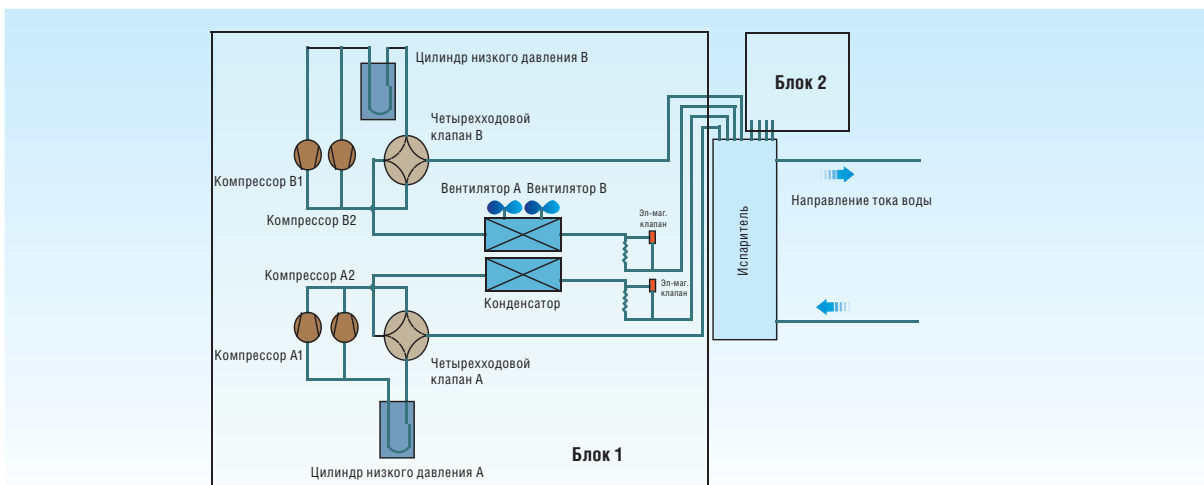 Цилиндр низкого давления В
Блок 2
Четырехходовой
клапан В
Компрессор В1
Вентилятор А Вентилятор В
Направление тока воды
Компрессор В2
Эл-маг.
клапан
Испаритель
Компрессор А2
Эл-маг.
клапан
Конденсатор
Компрессор А1
Четырехходовой
клапан А
Блок 1
Цилиндр низкого давления А